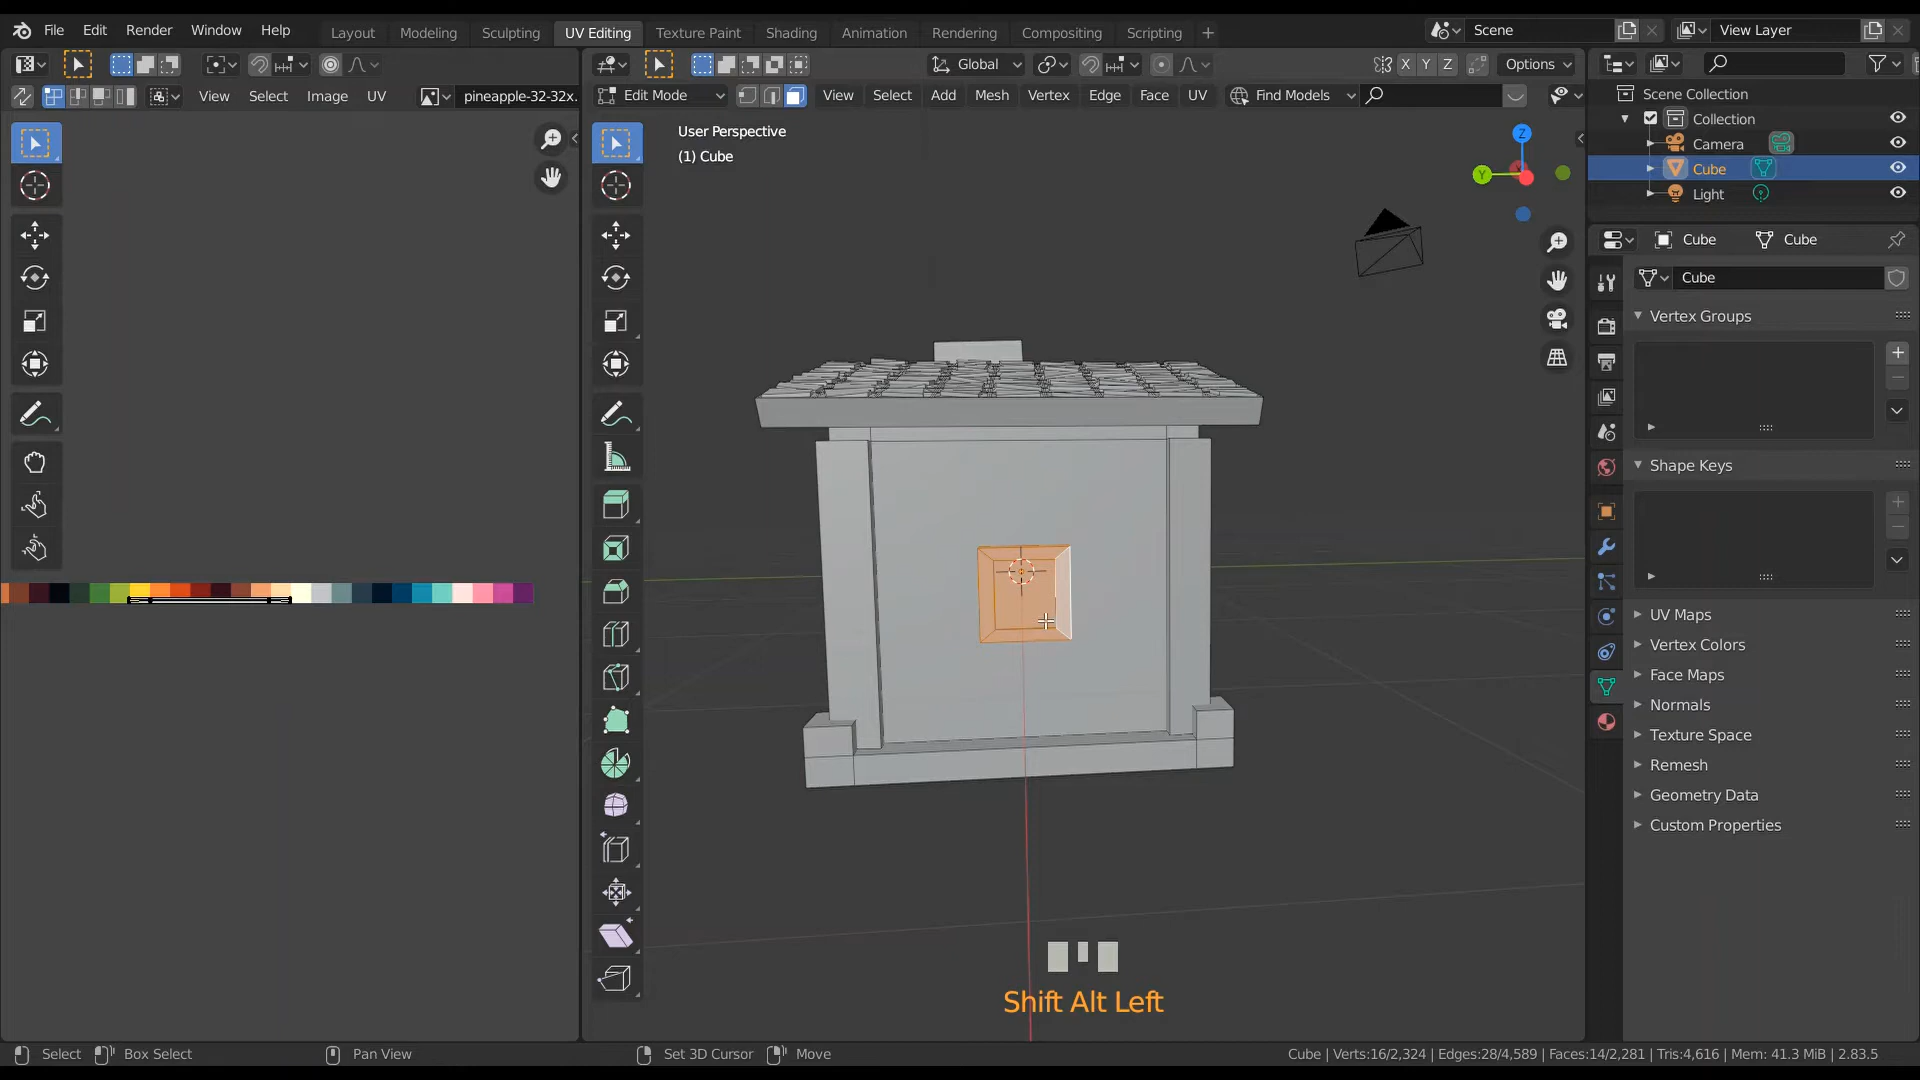 File Edit Render Window Help Layout Modeling Sculpting UV Editing Texture Paint Shading Animation Rendering Compositing Scripting + Scene View Layer
Global X Y Z Options
View Select Image UV pineapple-32-32x. Edit Mode View Select Add Mesh Vertex Edge Face UV Find Models
User Perspective
(1) Cube
Z
Y
Scene Collection
Collection
Camera
Cube
Light
Cube Cube
Cube
Vertex Groups
Shape Keys
UV Maps
Vertex Colors
Face Maps
Normals
Texture Space
Remesh
Geometry Data
Custom Properties
Shift Alt Left
Select Box Select Pan View Set 3D Cursor Move Cube | Verts:16/2,324 | Edges:28/4,589 | Faces:14/2,281 | Tris:4,616 | Mem: 41.3 MiB | 2.83.5